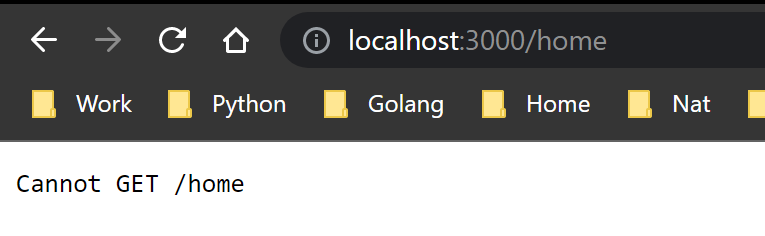 localhost:3000/home
Work Python Golang Home Nat
Cannot GET /home